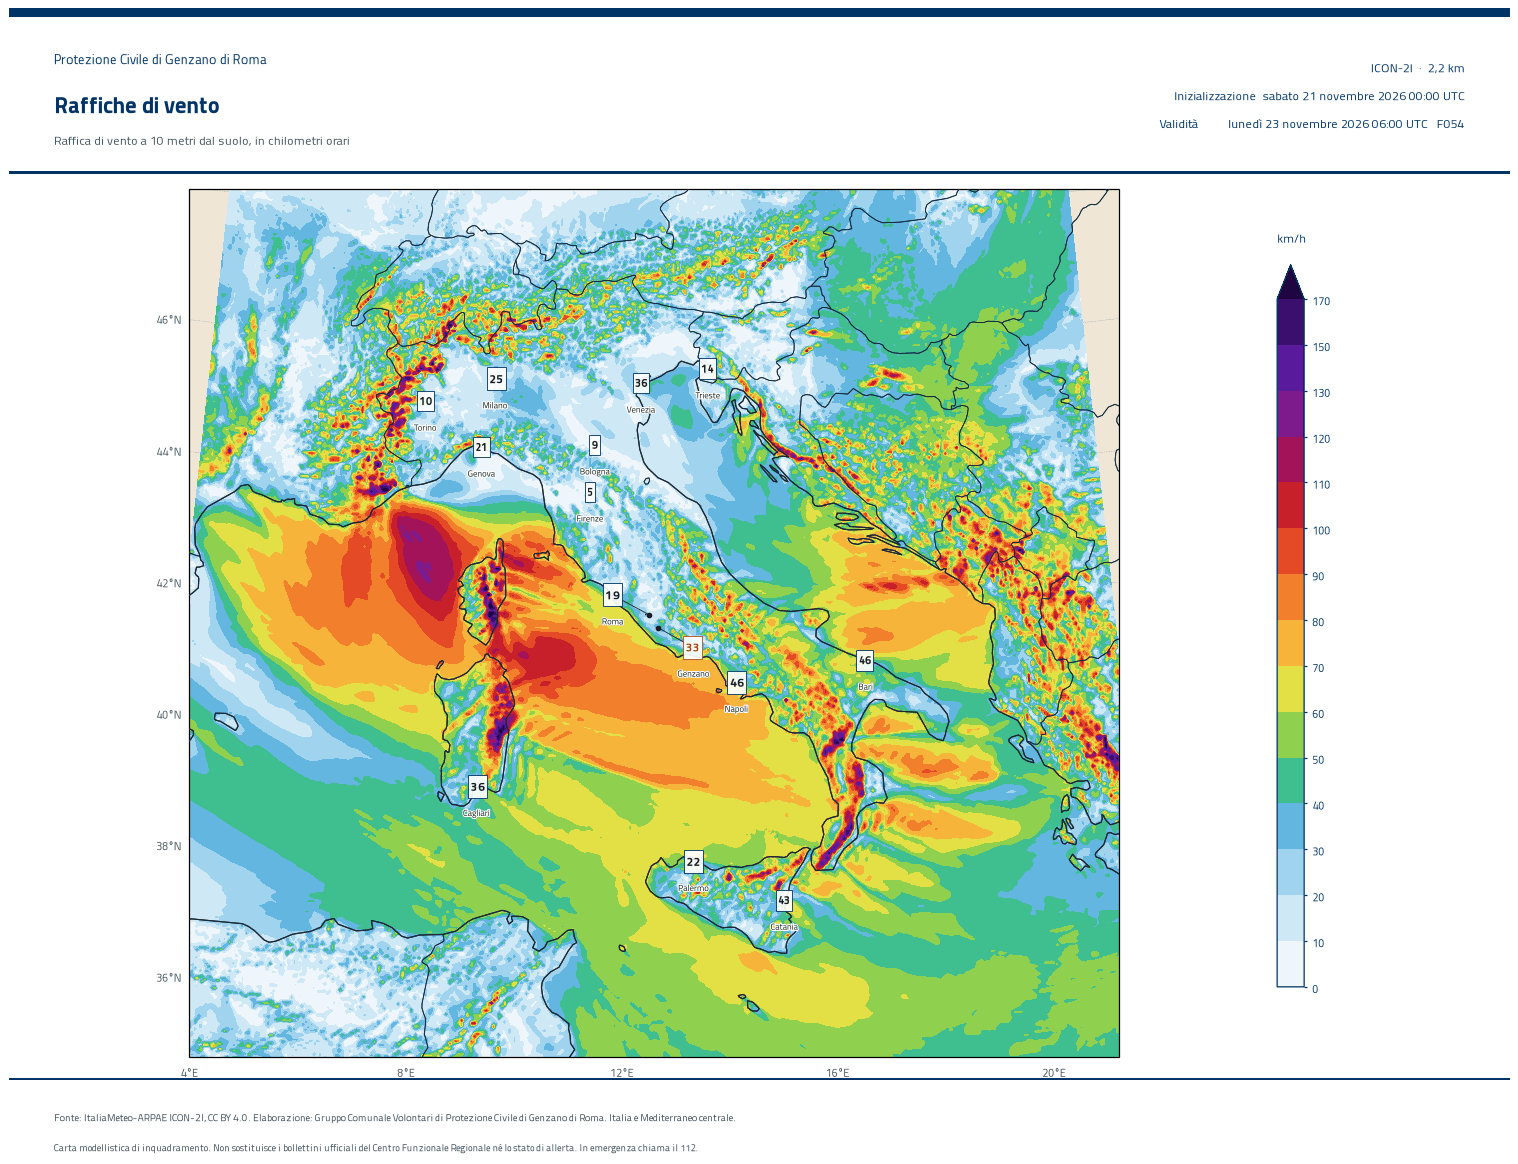 Protezione Civile di Genzano di Roma
Raffiche di vento
Raffica di vento a 10 metri dal suolo, in chilometri orari
ICON-2I · 2,2 km
Inizializzazione sabato 21 novembre 2026 00:00 UTC
Validità lunedì 23 novembre 2026 06:00 UTC F054
km/h
170
150
130
120
110
100
90
80
70
60
50
40
30
20
10
0
46°N
44°N
42°N
40°N
38°N
36°N
4°E
8°E
12°E
16°E
20°E
14
Trieste
36
Venezia
25
Milano
10
Torino
21
Genova
9
Bologna
5
Firenze
19
Roma
33
Genzano
46
Napoli
46
Bari
36
Cagliari
22
Palermo
43
Catania
Fonte: ItaliaMeteo-ARPAE ICON-2I, CC BY 4.0. Elaborazione: Gruppo Comunale Volontari di Protezione Civile di Genzano di Roma. Italia e Mediterraneo centrale.
Carta modellistica di inquadramento. Non sostituisce i bollettini ufficiali del Centro Funzionale Regionale né lo stato di allerta. In emergenza chiama il 112.